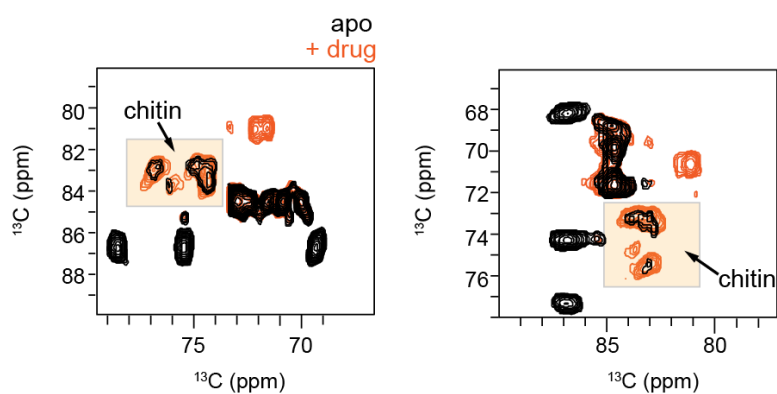 apo
+ drug
chitin
80
82
84
86
88
75
70
¹³C (ppm)
¹³C (ppm)
68
70
72
74
76
chitin
85
80
¹³C (ppm)
¹³C (ppm)